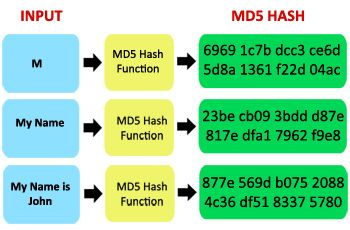 INPUT
MD5 HASH
M
MD5 Hash
Function
6969 1c7b dcc3 ce6d
5d8a 1361 f22d 04ac
My Name
MD5 Hash
Function
23be cb09 3bdd d87e
817e dfa1 7962 f9e8
My Name is
John
MD5 Hash
Function
877e 569d b075 2088
4c36 df51 8337 5780